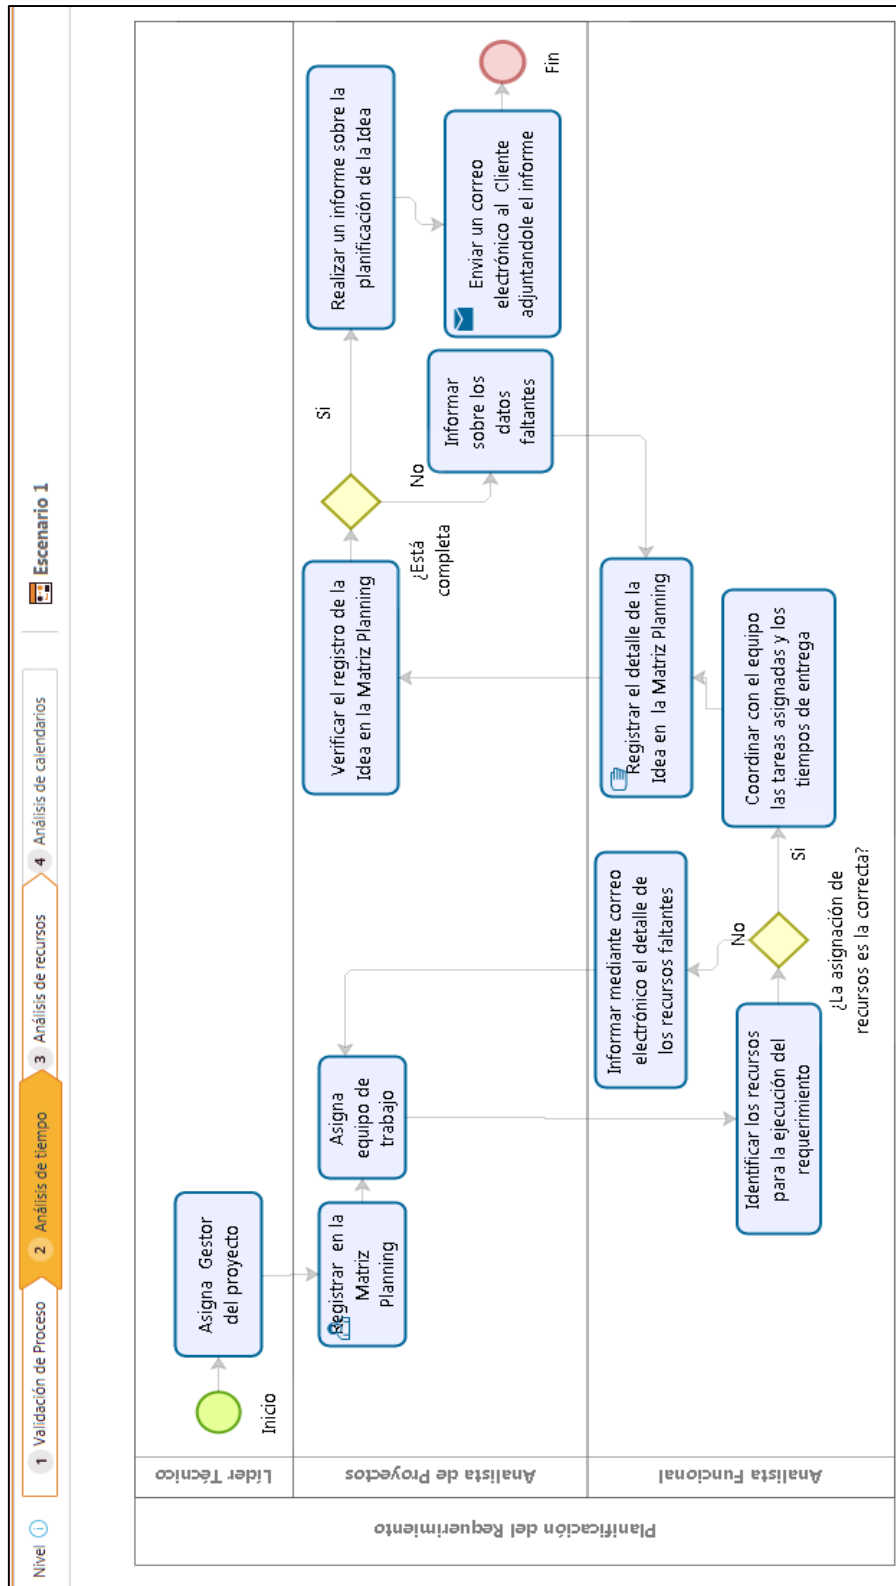 Nivel
1 Validación de Proceso
2 Análisis de tiempo
3 Análisis de recursos
4 Análisis de calendarios
Escenario 1
Planificación del Requerimiento
Líder Técnico
Inicio
Asigna Gestor
del proyecto
Analista de Proyectos
Registrar en la
Matriz
Planning
Asigna
equipo de
trabajo
Verificar el registro de la
Idea en la Matriz Planning
¿Está
completa
Si
No
Realizar un informe sobre la
planificación de la Idea
Informar
sobre los
datos
faltantes
Enviar un correo
electrónico al Cliente
adjuntandole el informe
Fin
Analista Funcional
Identificar los recursos
para la ejecución del
requerimiento
¿La asignación de
recursos es la correcta?
No
Si
Informar mediante correo
electrónico el detalle de
los recursos faltantes
Coordinar con el equipo
las tareas asignadas y los
tiempos de entrega
Registrar el detalle de la
Idea en la Matriz Planning